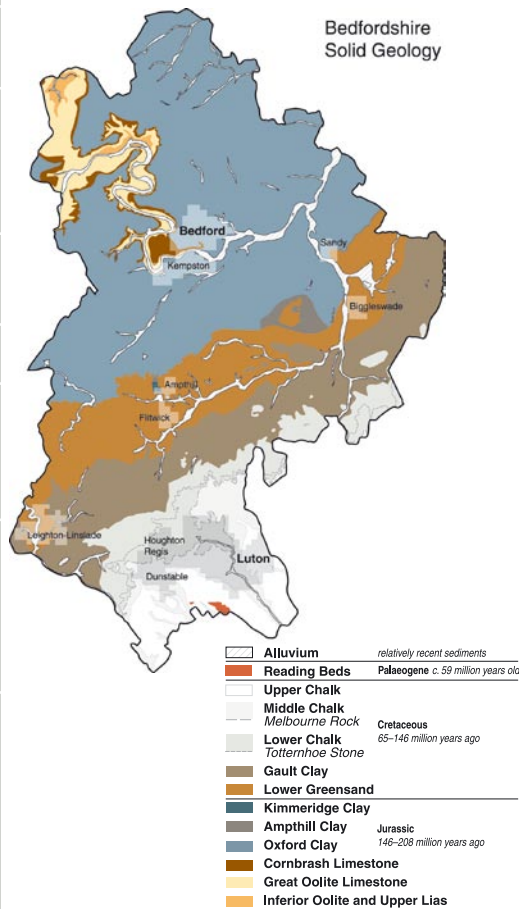 Bedfordshire
Solid Geology
Bedford
Kempston
Sandy
Biggleswade
Ampthill
Flitwick
Leighton-Linslade
Houghton
Regis
Luton
Dunstable
Alluvium relatively recent sediments
Reading Beds Palaeogene c. 59 million years old
Upper Chalk
Middle Chalk
Melbourne Rock
Cretaceous
Lower Chalk 65–146 million years ago
Totternhoe Stone
Gault Clay
Lower Greensand
Kimmeridge Clay
Ampthill Clay Jurassic
Oxford Clay 146–208 million years ago
Cornbrash Limestone
Great Oolite Limestone
Inferior Oolite and Upper Lias